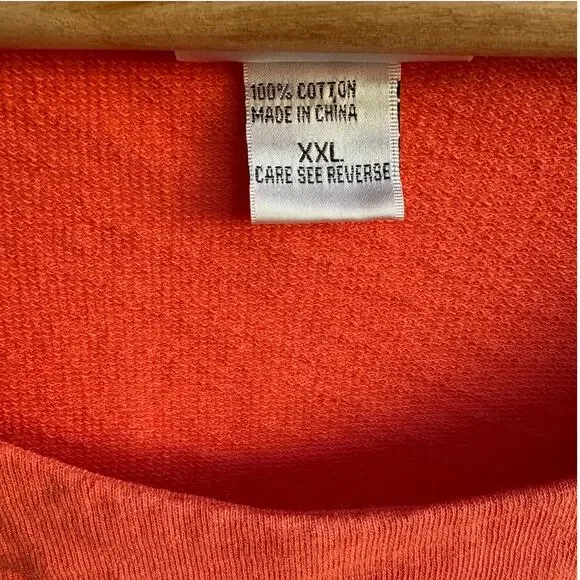 100% COTTON
MADE IN CHINA
XXL
CARE SEE REVERSE